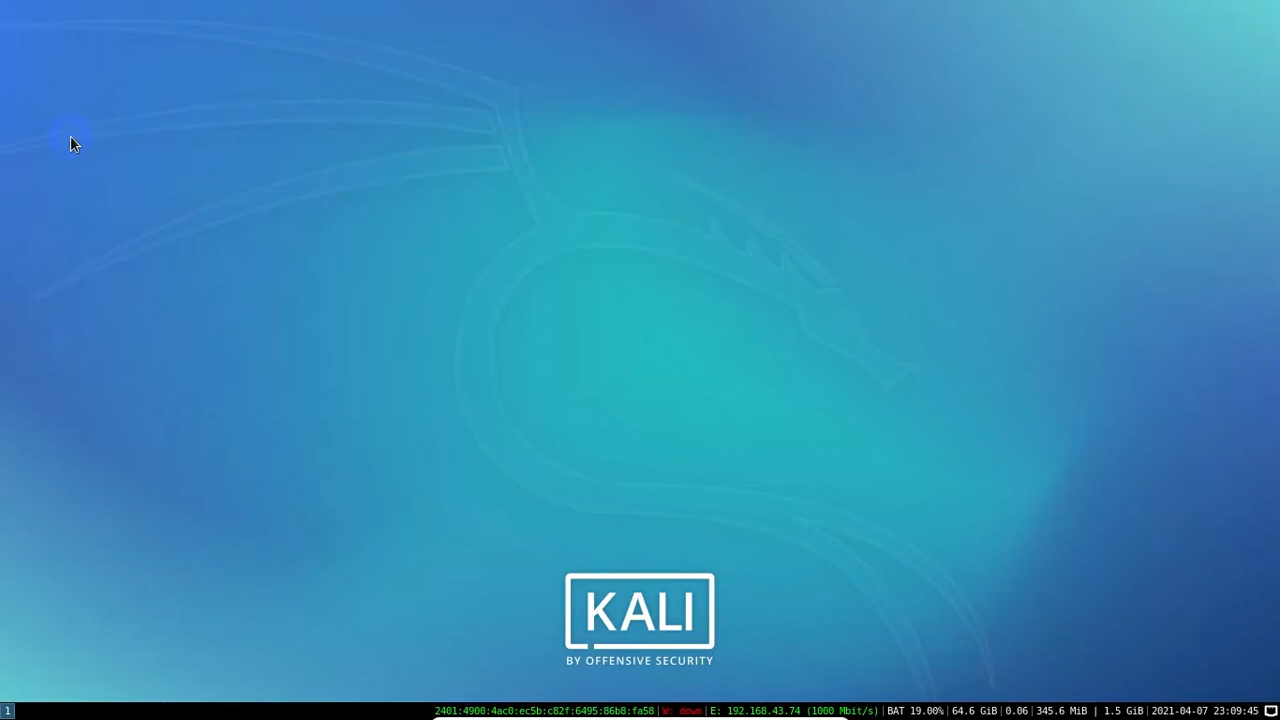 KALI
BY OFFENSIVE SECURITY
1
2401:4900:4ac0:ec5b:c82f:6495:86b8:fa58|W: down|E: 192.168.43.74 (1000 Mbit/s)|BAT 19.00%|64.6 GiB|0.06|345.6 MiB | 1.5 GiB|2021-04-07 23:09:45